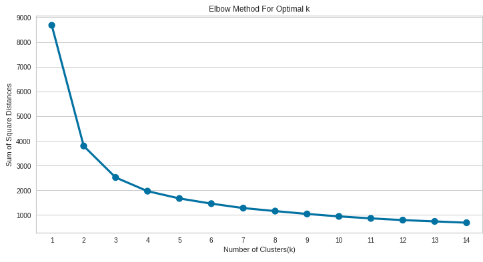 Elbow Method For Optimal k
9000
8000
7000
6000
5000
4000
3000
2000
1000
Sum of Square Distances
1 2 3 4 5 6 7 8 9 10 11 12 13 14
Number of Clusters(k)